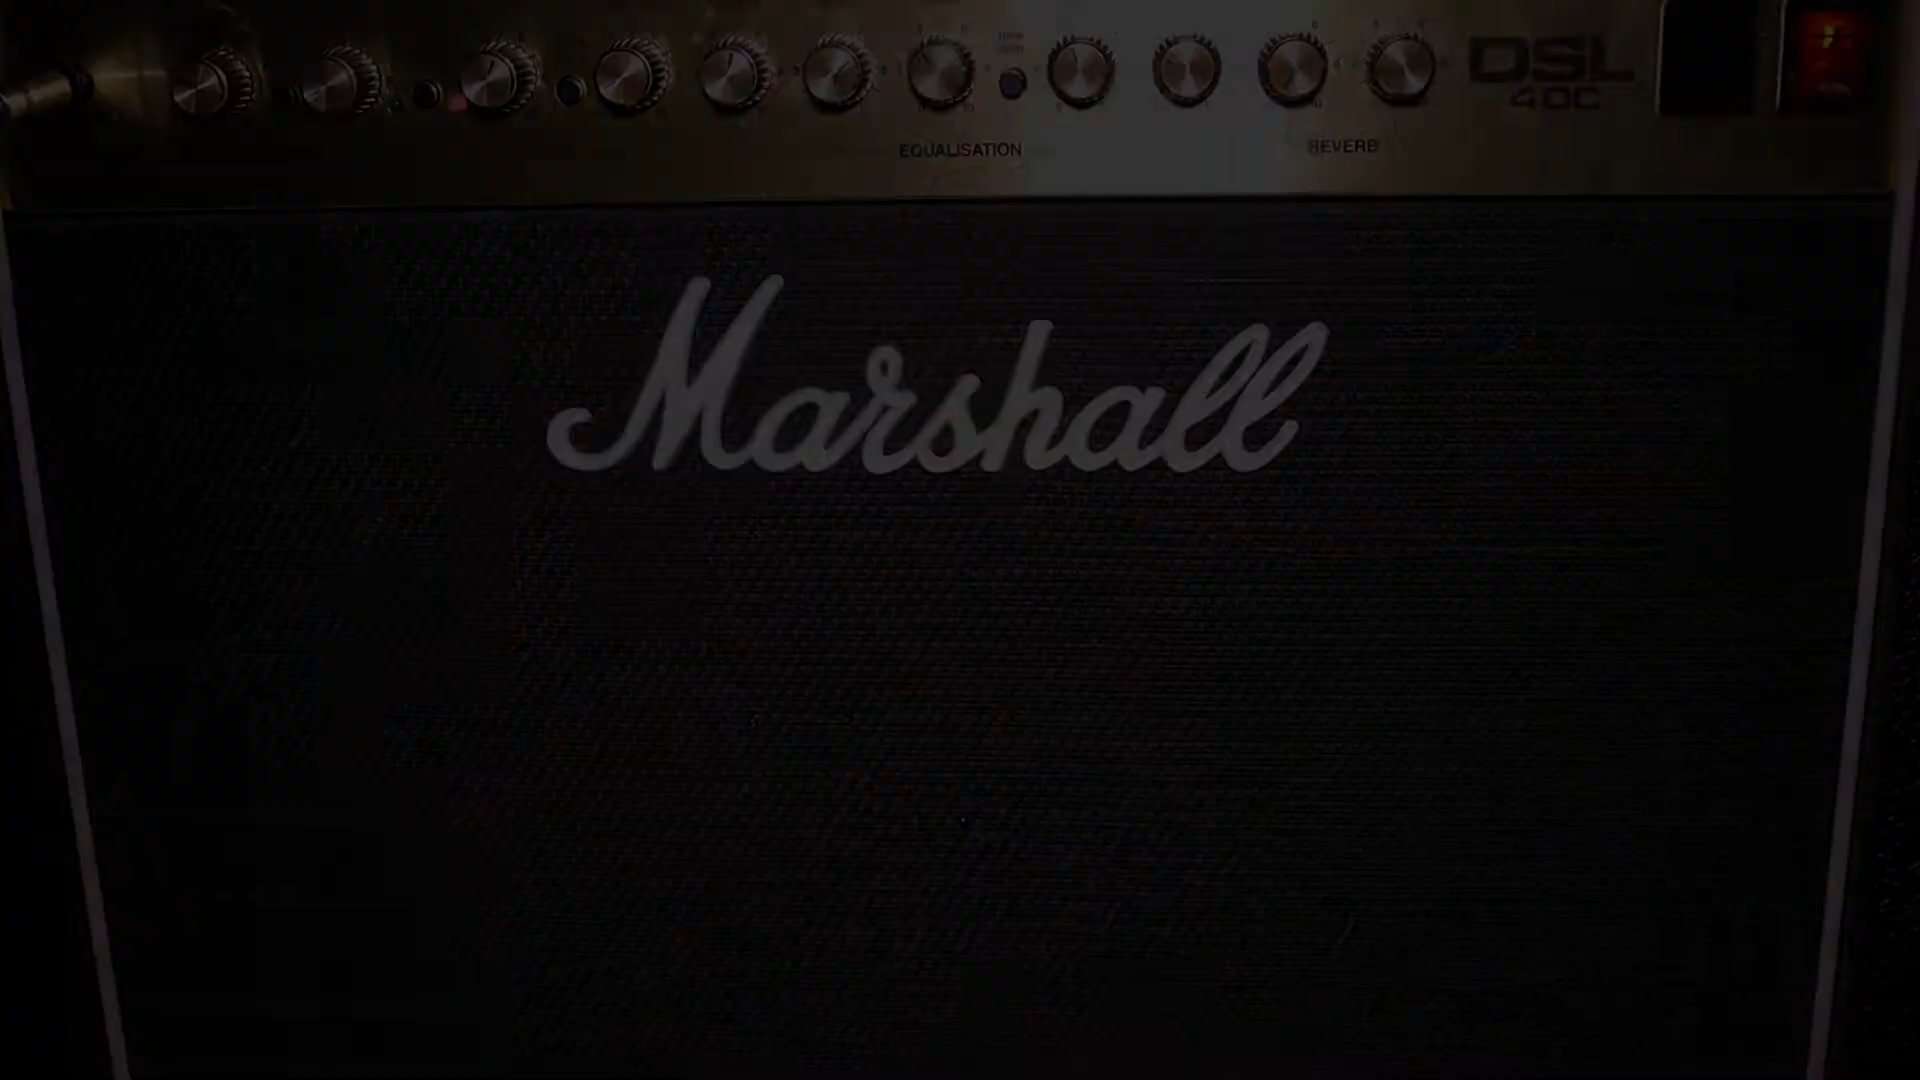 DSL
40C
EQUALISATION
REVERB
Marshall